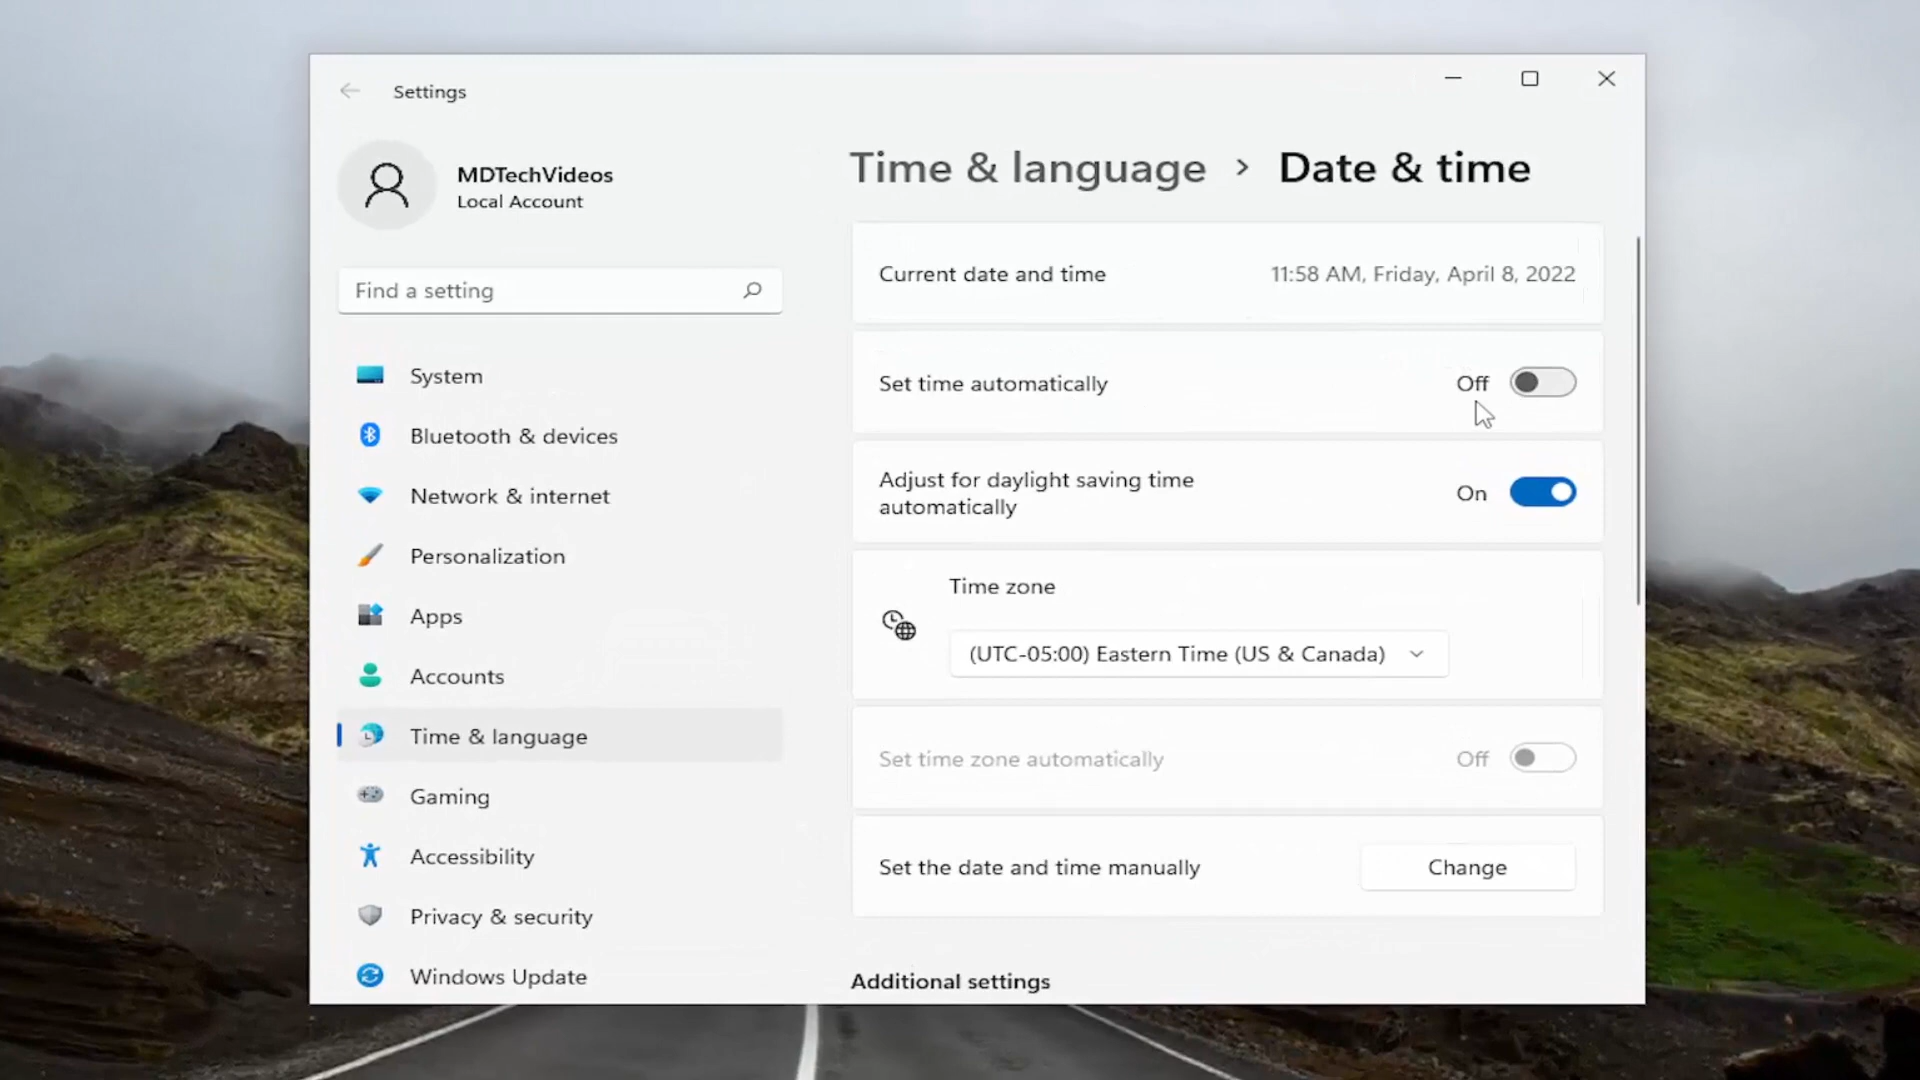 Settings
MDTechVideos
Local Account
Find a setting
System
Bluetooth & devices
Network & internet
Personalization
Apps
Accounts
Time & language
Gaming
Accessibility
Privacy & security
Windows Update
Time & language > Date & time
Current date and time 11:58 AM, Friday, April 8, 2022
Set time automatically Off
Adjust for daylight saving time
automatically On
Time zone
(UTC-05:00) Eastern Time (US & Canada)
Set time zone automatically Off
Set the date and time manually Change
Additional settings